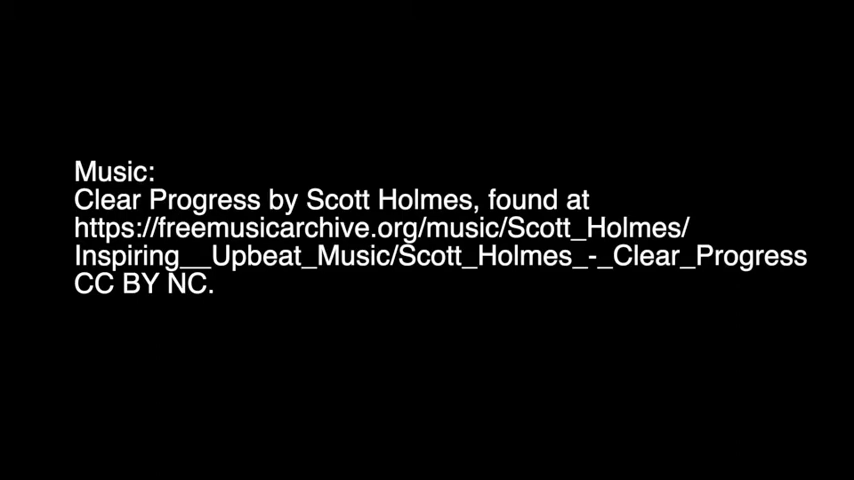 Music:
Clear Progress by Scott Holmes, found at
https://freemusicarchive.org/music/Scott_Holmes/
Inspiring__Upbeat_Music/Scott_Holmes_-_Clear_Progress
CC BY NC.